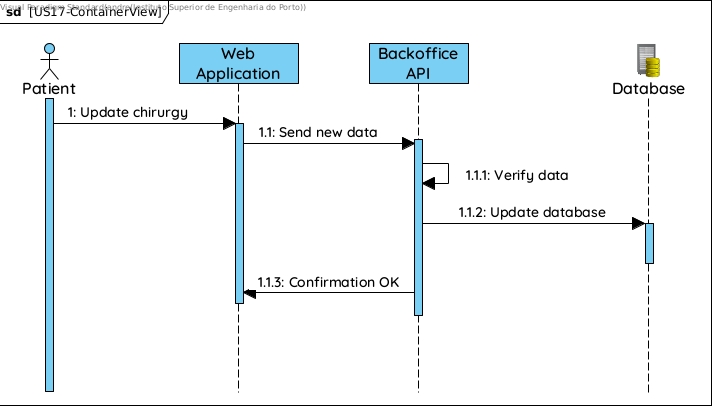 Visual Paradigm Standard(andre(Instituto Superior de Engenharia do Porto))
sd [US17-ContainerView]
Patient
Web
Application
Backoffice
API
Database
1: Update chirurgy
1.1: Send new data
1.1.1: Verify data
1.1.2: Update database
1.1.3: Confirmation OK